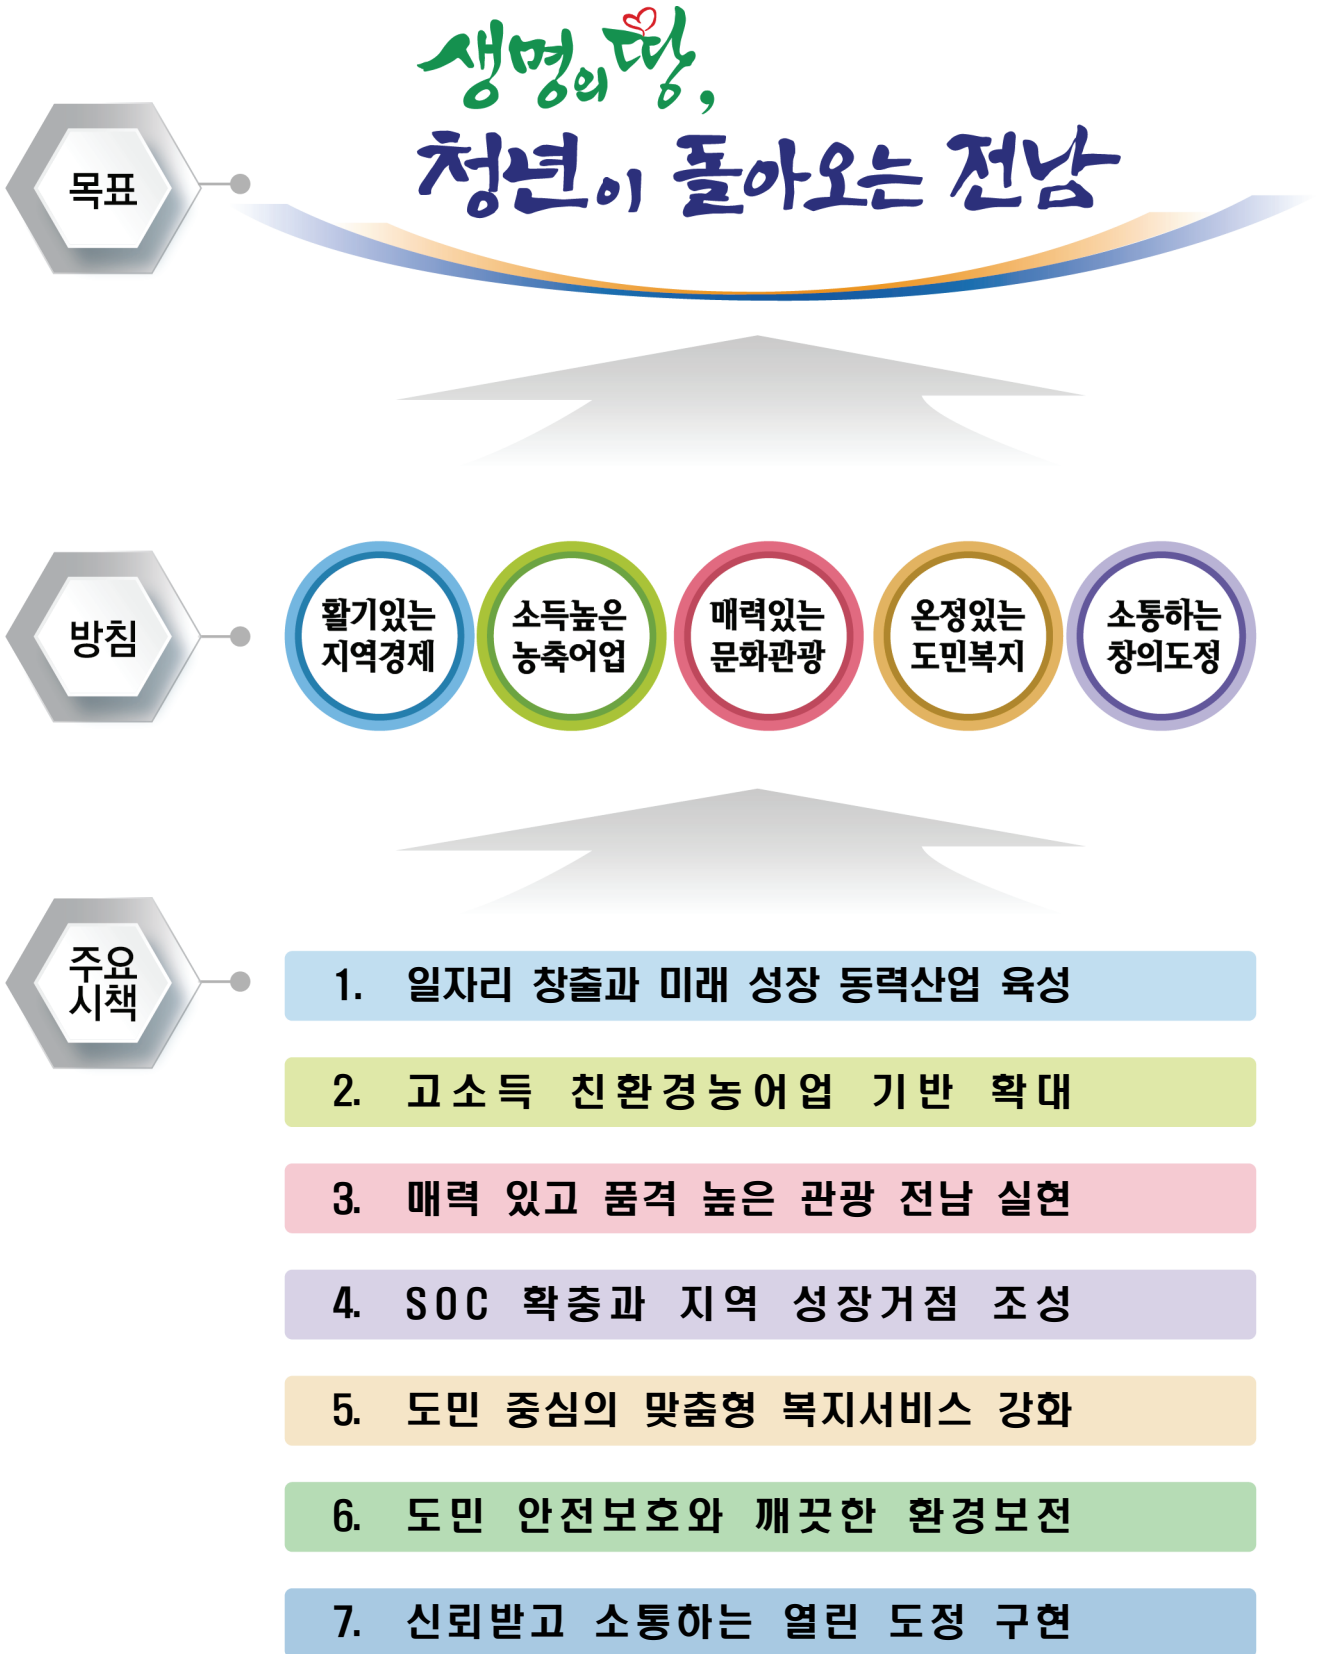 생명의 땅,
청년이 돌아오는 전남
목표
방침
활기있는
지역경제
소득높은
농축어업
매력있는
문화관광
온정있는
도민복지
소통하는
창의도정
주요
시책
1. 일자리 창출과 미래 성장 동력산업 육성
2. 고소득 친환경농어업 기반 확대
3. 매력 있고 품격 높은 관광 전남 실현
4. SOC 확충과 지역 성장거점 조성
5. 도민 중심의 맞춤형 복지서비스 강화
6. 도민 안전보호와 깨끗한 환경보전
7. 신뢰받고 소통하는 열린 도정 구현